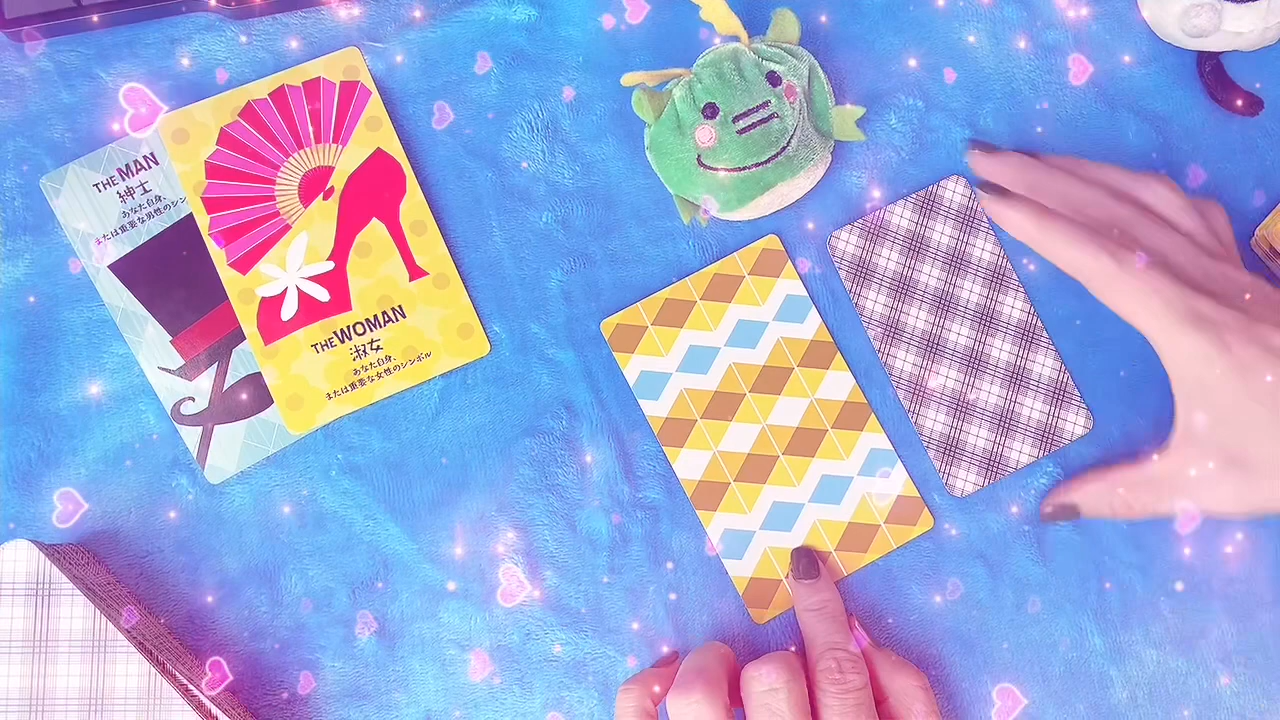 THE MAN
紳士
あなた自身、
または重要な男性のシン
THE WOMAN
淑女
あなた自身、
または重要な女性のシンボル